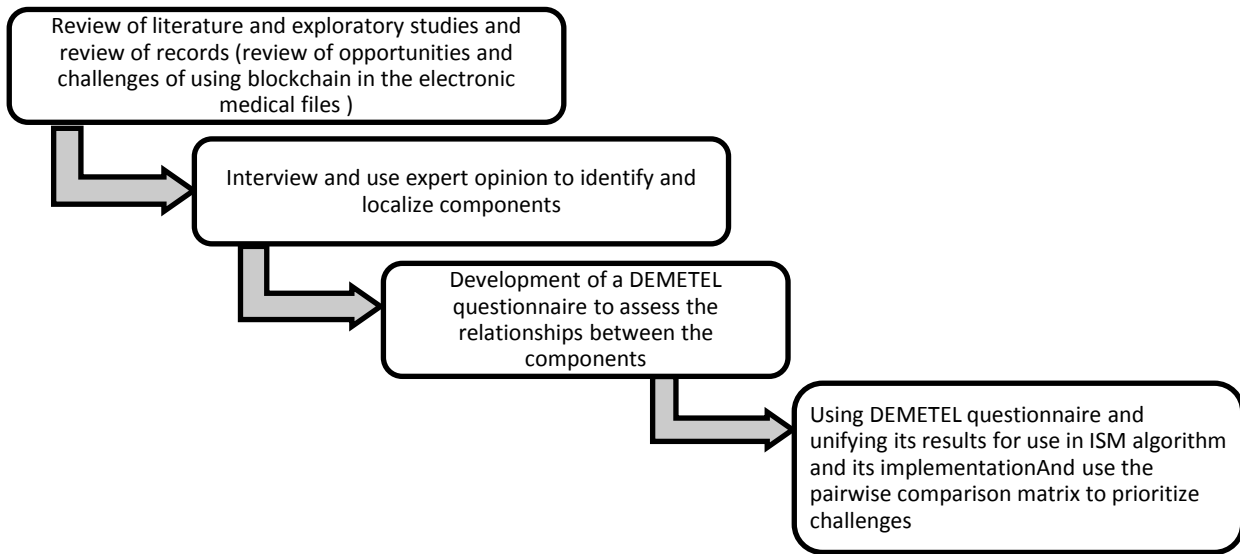 Review of literature and exploratory studies and
review of records (review of opportunities and
challenges of using blockchain in the electronic
medical files )
Interview and use expert opinion to identify and
localize components
Development of a DEMETEL
questionnaire to assess the
relationships between the
components
Using DEMETEL questionnaire and
unifying its results for use in ISM algorithm
and its implementationAnd use the
pairwise comparison matrix to prioritize
challenges